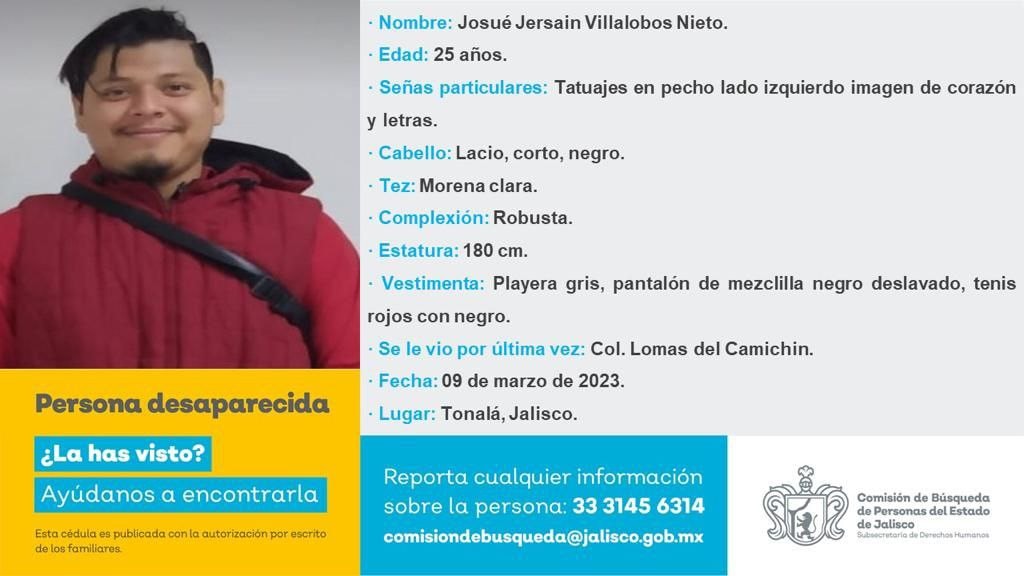 · Nombre: Josué Jersain Villalobos Nieto.
· Edad: 25 años.
· Señas particulares: Tatuajes en pecho lado izquierdo imagen de corazón
y letras.
· Cabello: Lacio, corto, negro.
· Tez: Morena clara.
· Complexión: Robusta.
· Estatura: 180 cm.
· Vestimenta: Playera gris, pantalón de mezclilla negro deslavado, tenis
rojos con negro.
· Se le vio por última vez: Col. Lomas del Camichin.
· Fecha: 09 de marzo de 2023.
· Lugar: Tonalá, Jalisco.
Persona desaparecida
¿La has visto?
Ayúdanos a encontrarla
Esta cédula es publicada con la autorización por escrito
de los familiares.
Reporta cualquier información
sobre la persona: 33 3145 6314
comisiondebusqueda@jalisco.gob.mx
Comisión de Búsqueda
de Personas del Estado
de Jalisco
Subsecretaría de Derechos Humanos